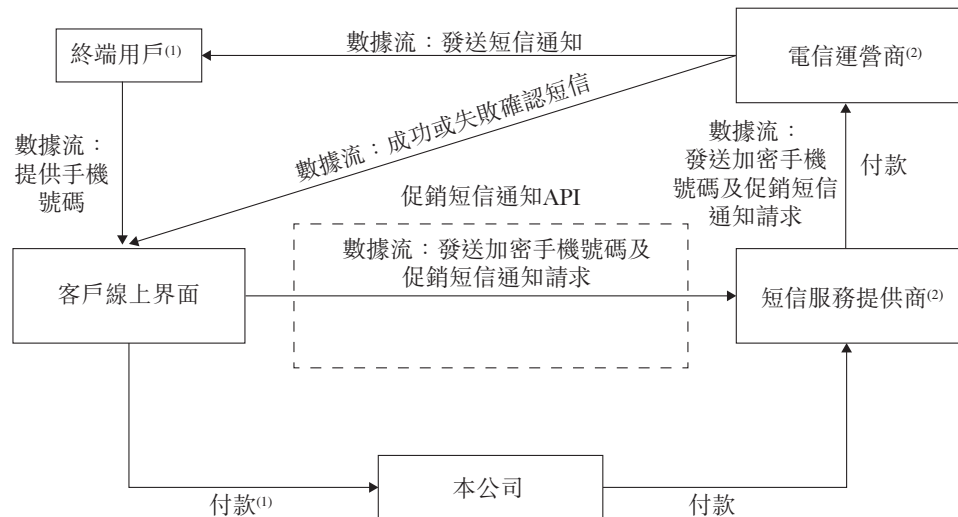 數據流：發送短信通知
終端用戶(1)
電信運營商(2)
數據流：成功或失敗確認短信
數據流：
提供手機
號碼
數據流：
發送加密手機
號碼及促銷短信
通知請求
付款
促銷短信通知API
數據流：發送加密手機號碼及
促銷短信通知請求
客戶線上界面
短信服務提供商(2)
本公司
付款(1)
付款